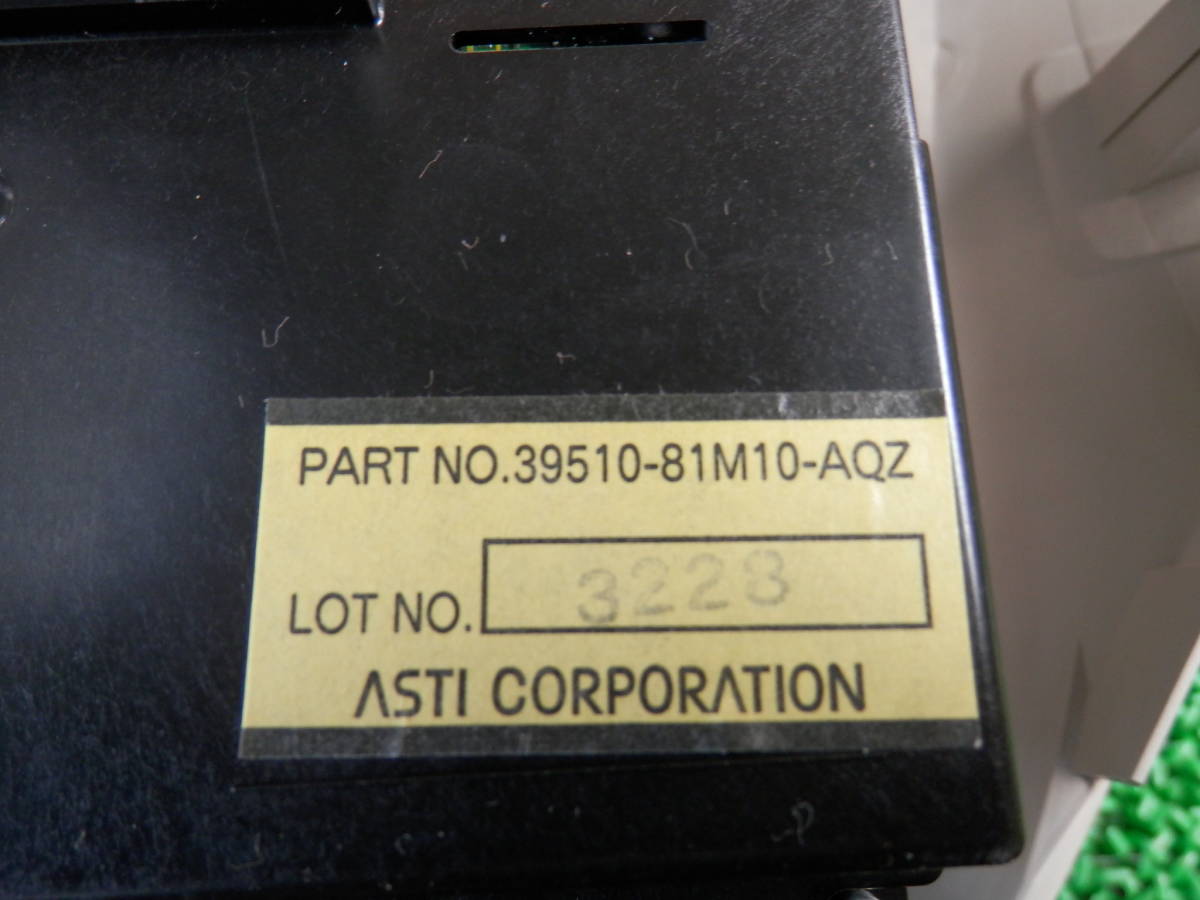 PART NO.39510-81M10-AQZ
LOT NO. 3228
ASTI CORPORATION